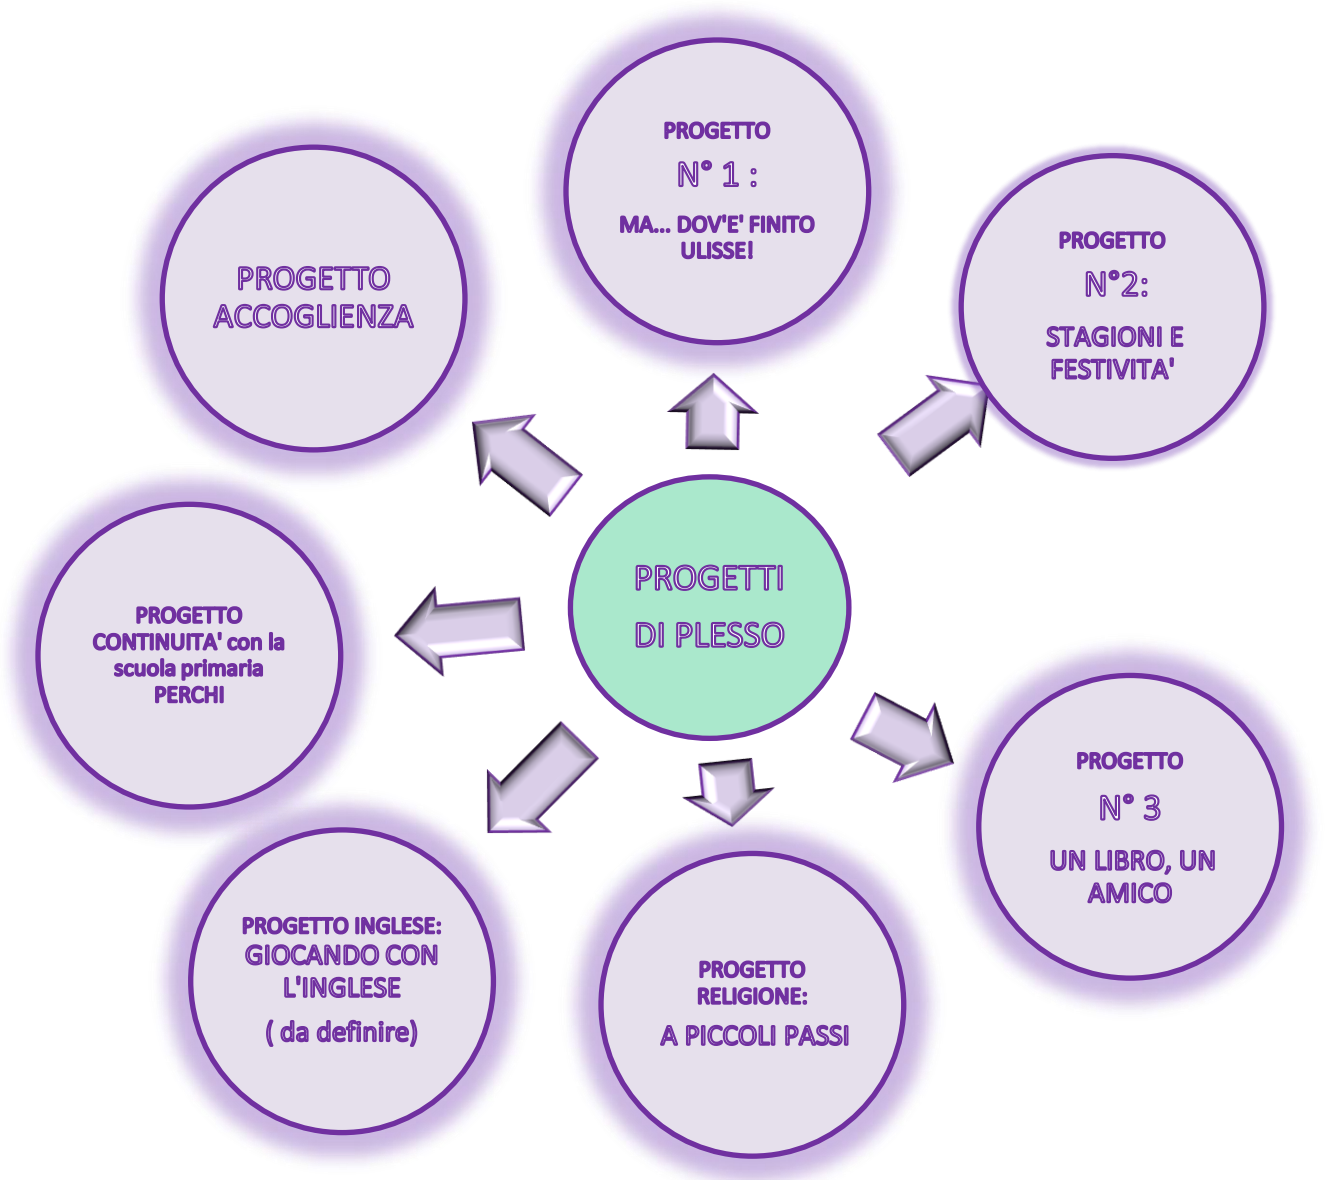 PROGETTO
N° 1 :
MA... DOV'E' FINITO
ULISSE!
PROGETTO
N°2:
STAGIONI E
FESTIVITA'
PROGETTO
ACCOGLIENZA
PROGETTI
DI PLESSO
PROGETTO
CONTINUITA' con la
scuola primaria
PERCHI
PROGETTO
N° 3
UN LIBRO, UN
AMICO
PROGETTO INGLESE:
GIOCANDO CON
L'INGLESE
( da definire)
PROGETTO
RELIGIONE:
A PICCOLI PASSI